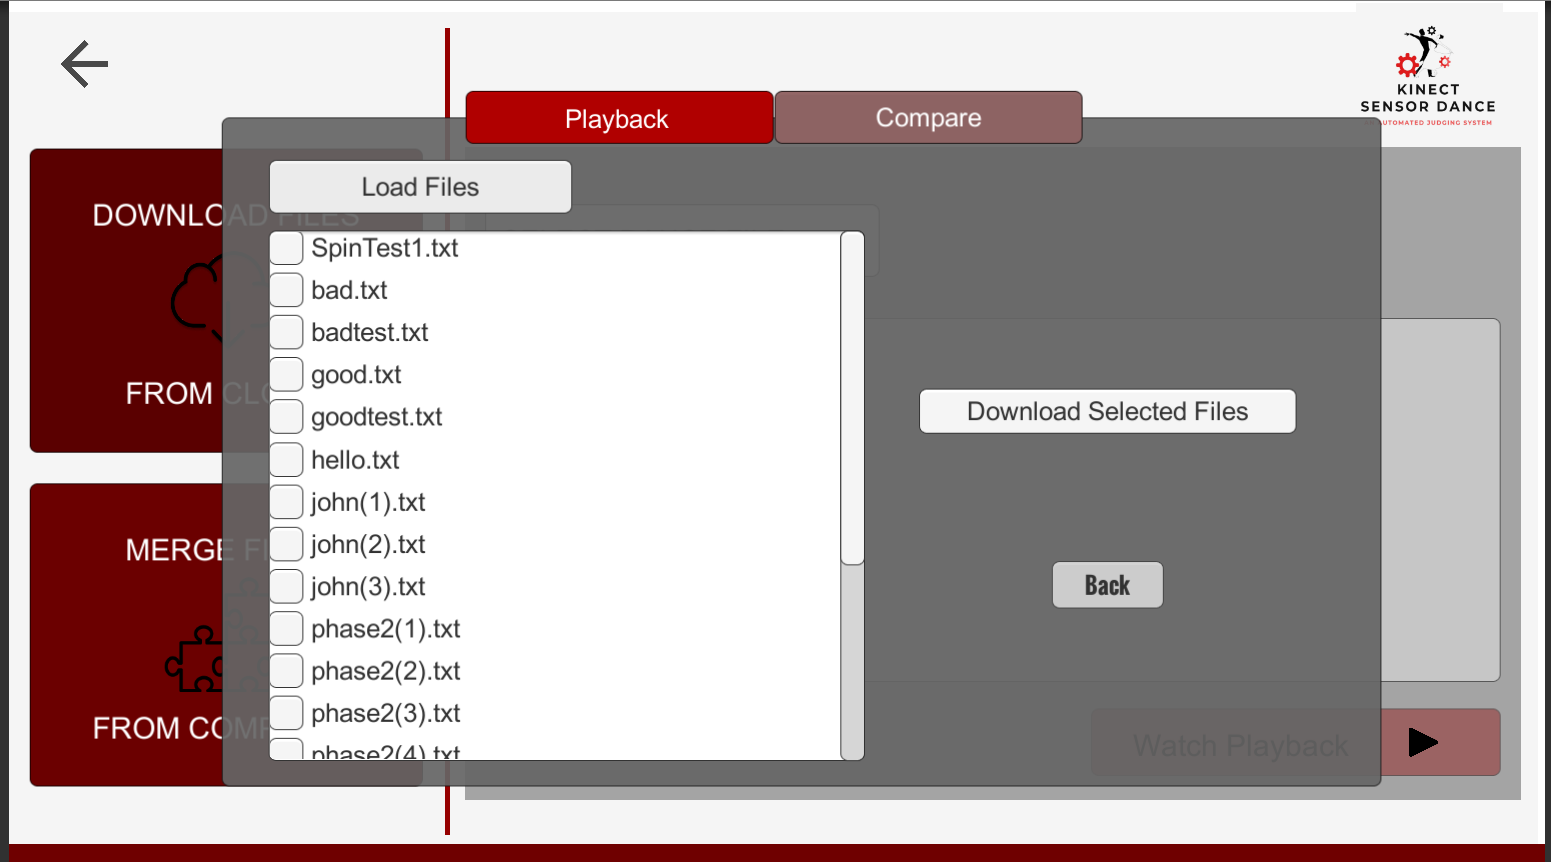 KINECT
SENSOR DANCE
AUTOMATED JUDGING SYSTEM
Playback
Compare
DOWNLOAD FILES
FROM CLO
MERGE FI
FROM COMP
Load Files
SpinTest1.txt
bad.txt
badtest.txt
good.txt
goodtest.txt
hello.txt
john(1).txt
john(2).txt
john(3).txt
phase2(1).txt
phase2(2).txt
phase2(3).txt
phase2(4).txt
Download Selected Files
Back
Watch Playback